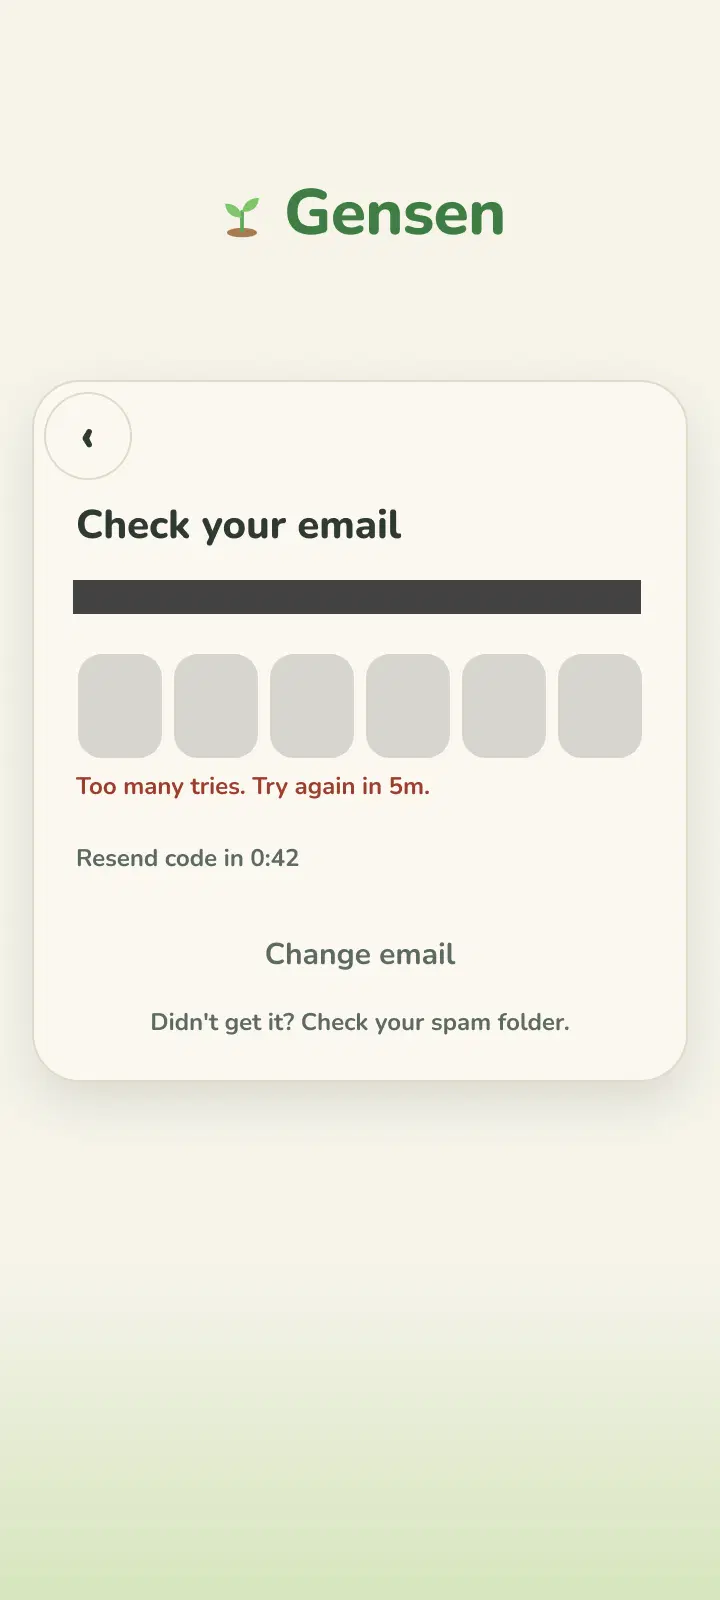 Gensen
Check your email
Too many tries. Try again in 5m.
Resend code in 0:42
Change email
Didn't get it? Check your spam folder.